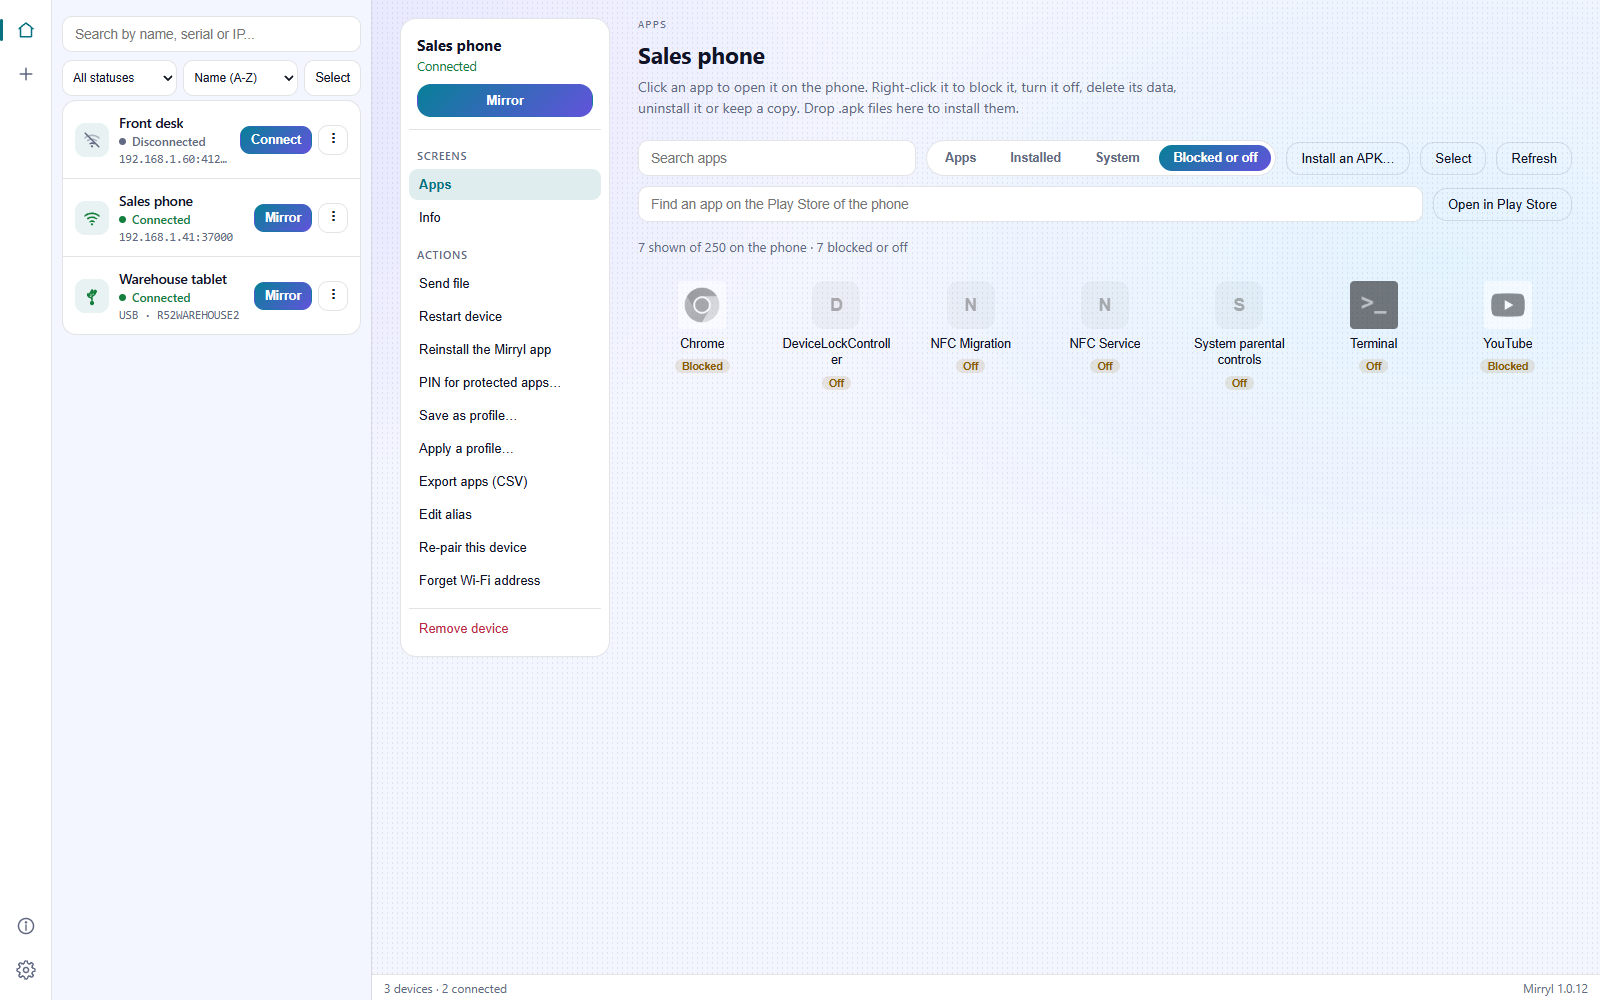 Search by name, serial or IP...
All statuses
Name (A-Z)
Select
Front desk
Disconnected
192.168.1.60:412…
Connect
Sales phone
Connected
192.168.1.41:37000
Mirror
Warehouse tablet
Connected
USB · R52WAREHOUSE2
Mirror
Sales phone
Connected
Mirror
SCREENS
Apps
Info
ACTIONS
Send file
Restart device
Reinstall the Mirryl app
PIN for protected apps…
Save as profile…
Apply a profile…
Export apps (CSV)
Edit alias
Re-pair this device
Forget Wi-Fi address
Remove device
APPS
Sales phone
Click an app to open it on the phone. Right-click it to block it, turn it off, delete its data,
uninstall it or keep a copy. Drop .apk files here to install them.
Search apps
Apps
Installed
System
Blocked or off
Install an APK…
Select
Refresh
Find an app on the Play Store of the phone
Open in Play Store
7 shown of 250 on the phone · 7 blocked or off
Chrome
Blocked
D
DeviceLockControll
er
Off
N
NFC Migration
Off
N
NFC Service
Off
S
System parental
controls
Off
>_
Terminal
Off
YouTube
Blocked
3 devices · 2 connected
Mirryl 1.0.12